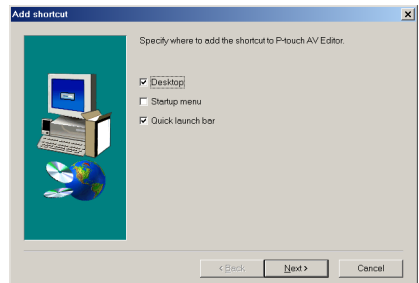 Add shortcut
Specify where to add the shortcut to P-touch AV Editor.
Desktop
Startup menu
Quick launch bar
< Back
Next >
Cancel